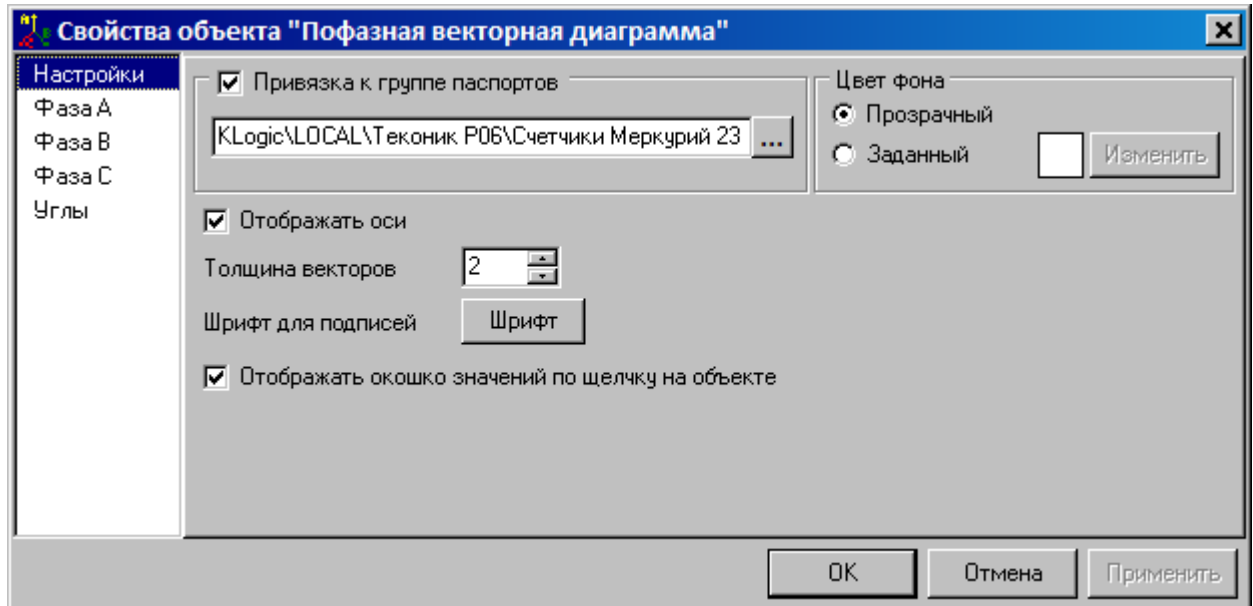 Свойства объекта "Пофазная векторная диаграмма"
Настройки
Фаза A
Фаза B
Фаза C
Углы
Привязка к группе паспортов
KLogic\LOCAL\Теконик P06\Счетчики Меркурий 23
...
Цвет фона
Прозрачный
Заданный
Изменить
Отображать оси
Толщина векторов
2
Шрифт для подписей
Шрифт
Отображать окошко значений по щелчку на объекте
OK
Отмена
Применить